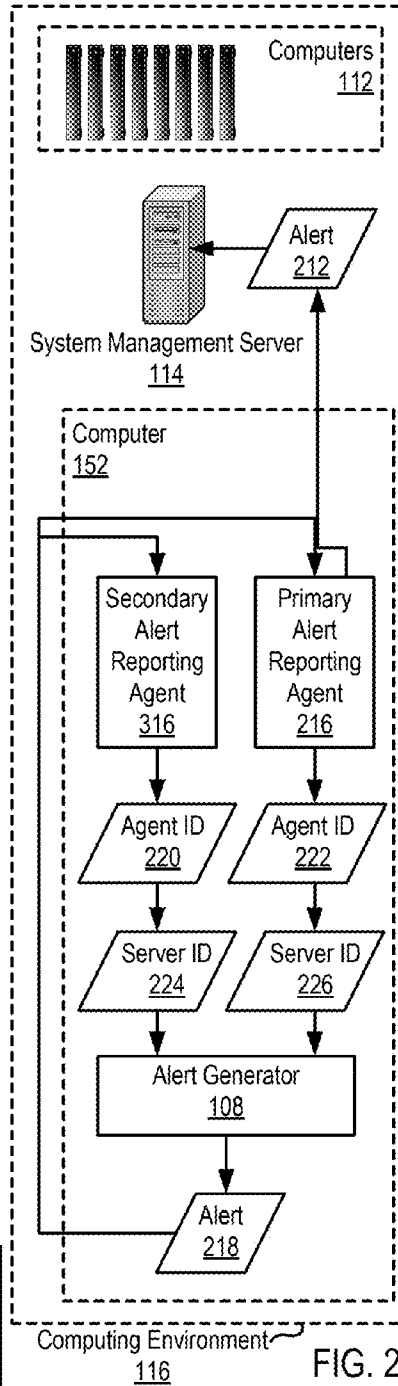 Computers
112
Alert
212
System Management Server
114
Computer
152
Secondary
Alert
Reporting
Agent
316
Primary
Alert
Reporting
Agent
216
Agent ID
220
Agent ID
222
Server ID
224
Server ID
226
Alert Generator
108
Alert
218
Computing Environment
116
FIG. 2